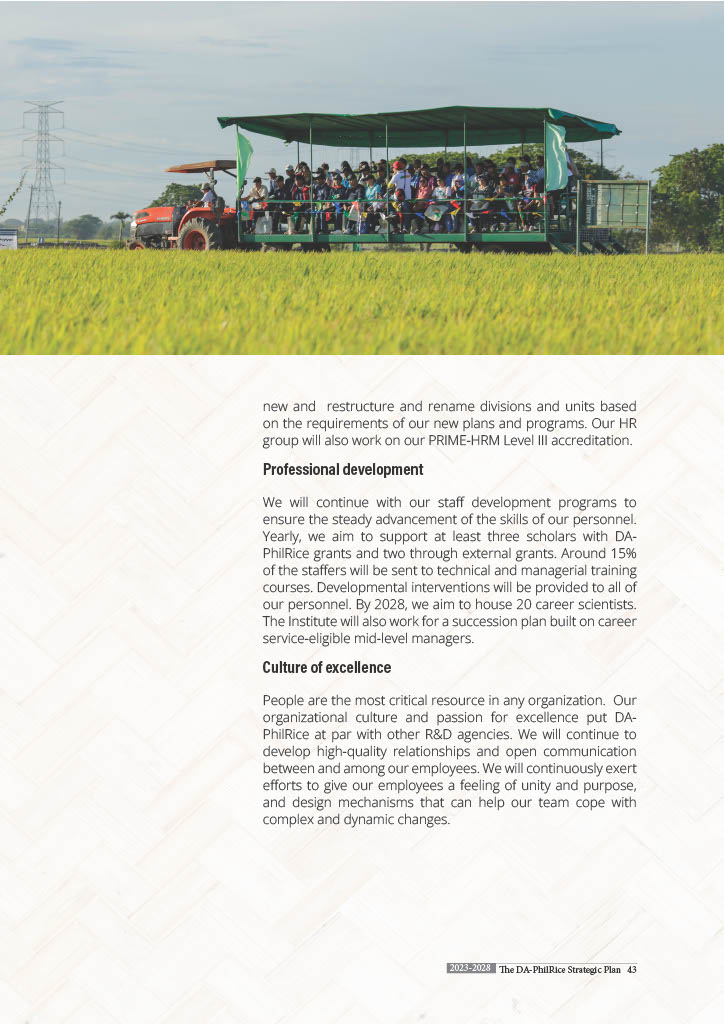 new and restructure and rename divisions and units based
on the requirements of our new plans and programs. Our HR
group will also work on our PRIME-HRM Level III accreditation.
Professional development
We will continue with our staff development programs to
ensure the steady advancement of the skills of our personnel.
Yearly, we aim to support at least three scholars with DA-
PhilRice grants and two through external grants. Around 15%
of the staffers will be sent to technical and managerial training
courses. Developmental interventions will be provided to all of
our personnel. By 2028, we aim to house 20 career scientists.
The Institute will also work for a succession plan built on career
service-eligible mid-level managers.
Culture of excellence
People are the most critical resource in any organization. Our
organizational culture and passion for excellence put DA-
PhilRice at par with other R&D agencies. We will continue to
develop high-quality relationships and open communication
between and among our employees. We will continuously exert
efforts to give our employees a feeling of unity and purpose,
and design mechanisms that can help our team cope with
complex and dynamic changes.
2023-2028 The DA-PhilRice Strategic Plan 43